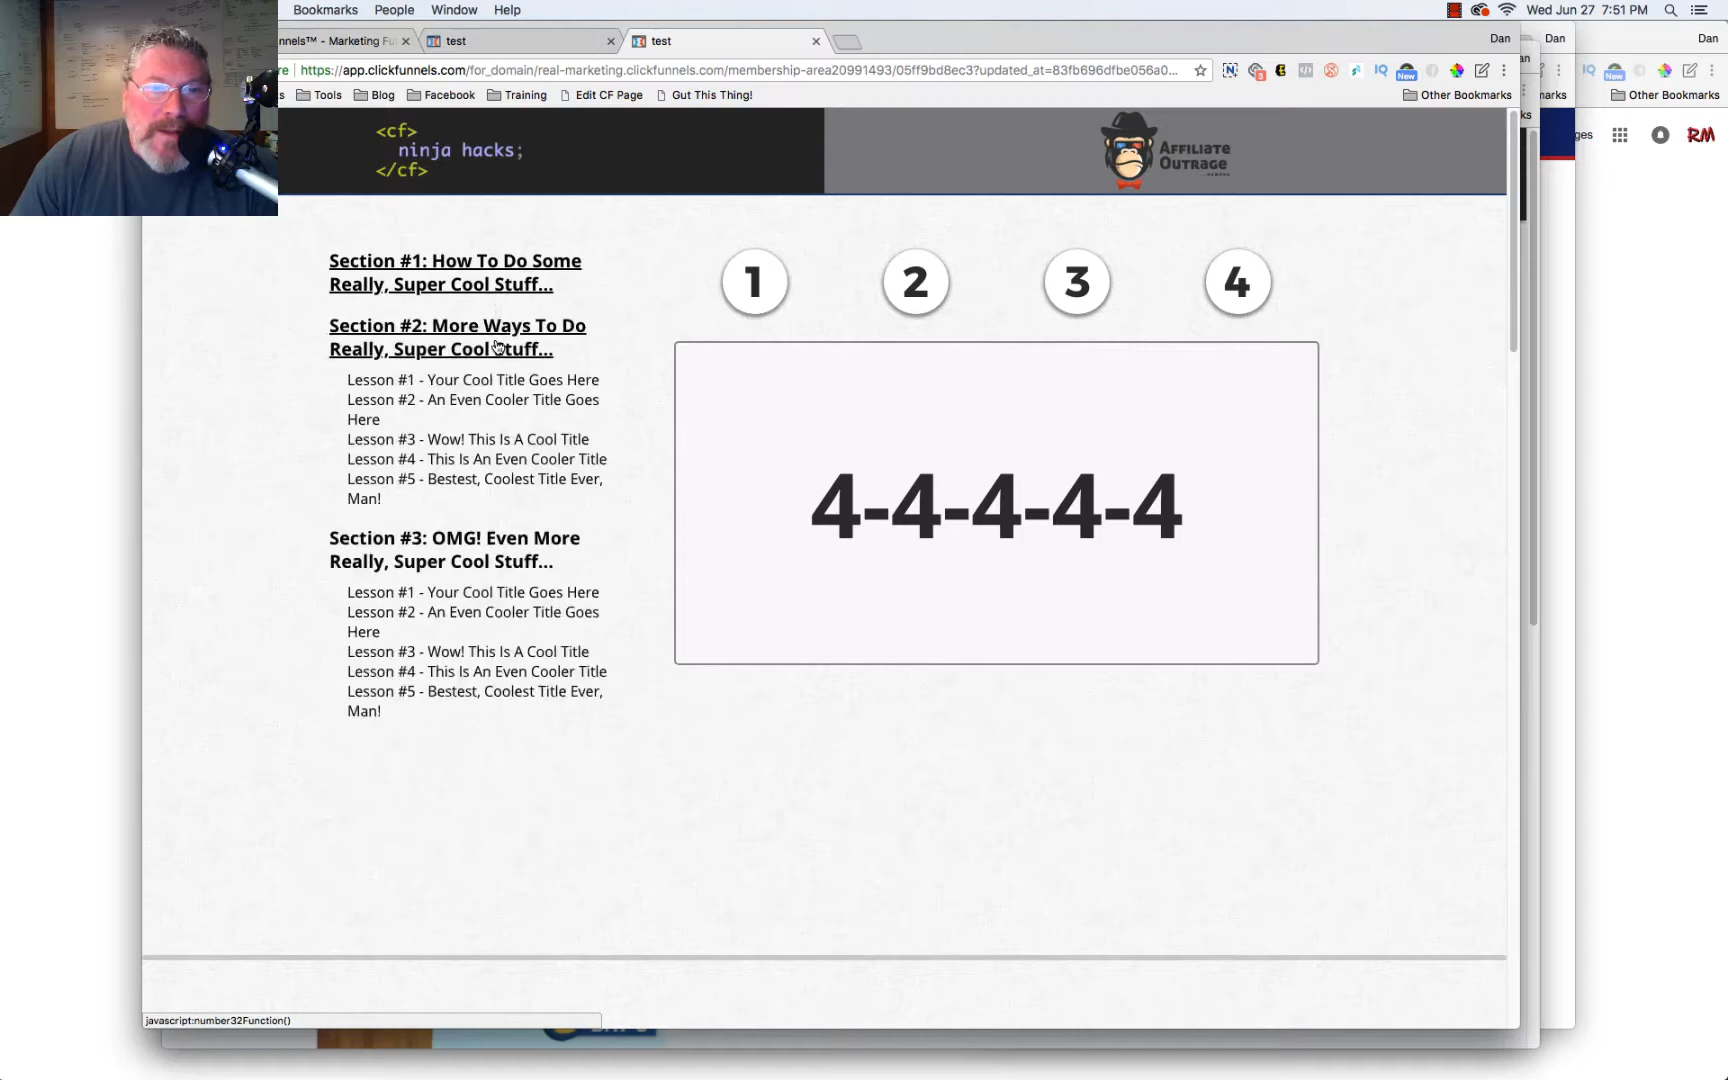 Bookmarks People Window Help
Wed Jun 27 7:51 PM
nnels™ - Marketing Fu
test
test
Dan
Dan
Dan
https://app.clickfunnels.com/for_domain/real-marketing.clickfunnels.com/membership-area20991493/05ff9bd8ec3?updated_at=83fb696dfbe056a0...
New
New
Tools Blog Facebook Training Edit CF Page Gut This Thing!
Other Bookmarks
Other Bookmarks
<cf>
ninja hacks;
</cf>
AFFILIATE
OUTRAGE
RM
Section #1: How To Do Some
Really, Super Cool Stuff...
Section #2: More Ways To Do
Really, Super Cool Stuff...
Lesson #1 - Your Cool Title Goes Here
Lesson #2 - An Even Cooler Title Goes
Here
Lesson #3 - Wow! This Is A Cool Title
Lesson #4 - This Is An Even Cooler Title
Lesson #5 - Bestest, Coolest Title Ever,
Man!
Section #3: OMG! Even More
Really, Super Cool Stuff...
Lesson #1 - Your Cool Title Goes Here
Lesson #2 - An Even Cooler Title Goes
Here
Lesson #3 - Wow! This Is A Cool Title
Lesson #4 - This Is An Even Cooler Title
Lesson #5 - Bestest, Coolest Title Ever,
Man!
1 2 3 4
4-4-4-4-4
javascript:number32Function()